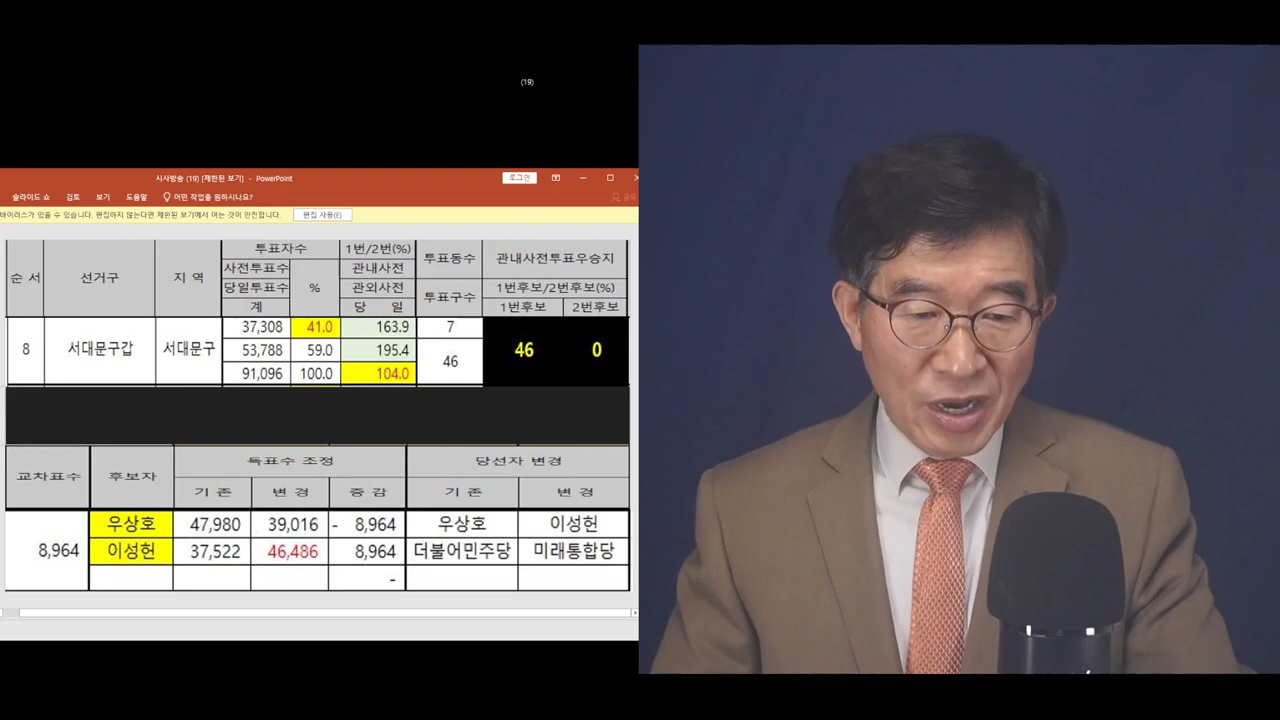 (19)
시사방송 (19) [제한된 보기] - PowerPoint
로그인
슬라이드 쇼 검토 보기 도움말 어떤 작업을 원하시나요?
공유
바이러스가 있을 수 있습니다. 편집하지 않는다면 제한된 보기에서 여는 것이 안전합니다. 편집 사용(E)
순 서 선거구 지 역 투표자수 1번/2번(%) 투표동수 관내사전투표우승지
사전투표수 % 관내사전
당일투표수 관외사전 투표구수 1번후보/2번후보(%)
계 당 일 1번후보 2번후보
8 서대문구갑 서대문구 37,308 41.0 163.9 7 46 0
53,788 59.0 195.4 46
91,096 100.0 104.0
교차표수 후보자 득표수 조정 당선자 변경
기 존 변 경 증 감 기 존 변 경
8,964 우상호 47,980 39,016 - 8,964 우상호 이성헌
이성헌 37,522 46,486 8,964 더불어민주당 미래통합당
-